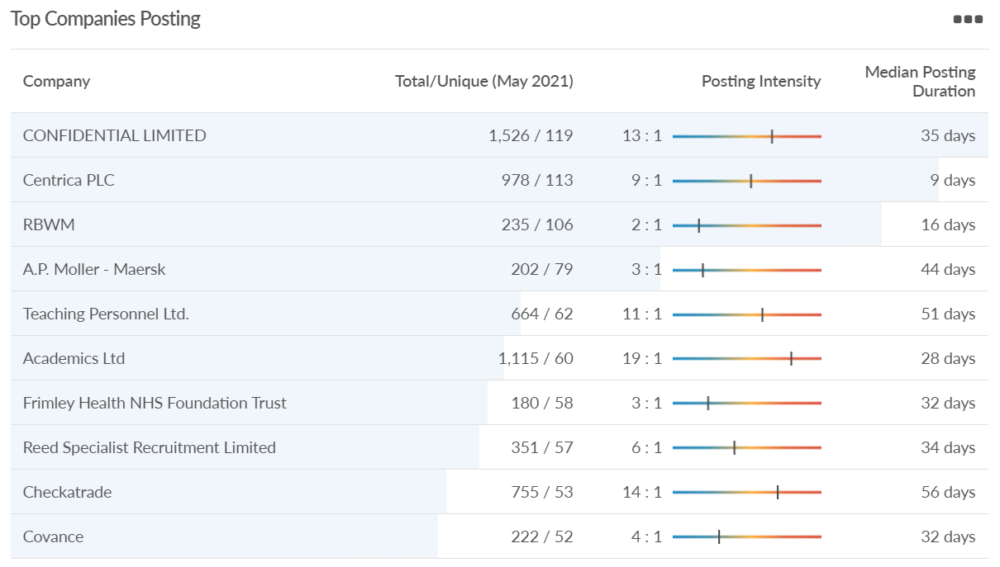 Top Companies Posting
Company Total/Unique (May 2021) Posting Intensity Median Posting Duration
CONFIDENTIAL LIMITED 1,526 / 119 13 : 1 35 days
Centrica PLC 978 / 113 9 : 1 9 days
RBWM 235 / 106 2 : 1 16 days
A.P. Moller - Maersk 202 / 79 3 : 1 44 days
Teaching Personnel Ltd. 664 / 62 11 : 1 51 days
Academics Ltd 1,115 / 60 19 : 1 28 days
Frimley Health NHS Foundation Trust 180 / 58 3 : 1 32 days
Reed Specialist Recruitment Limited 351 / 57 6 : 1 34 days
Checkatrade 755 / 53 14 : 1 56 days
Covance 222 / 52 4 : 1 32 days